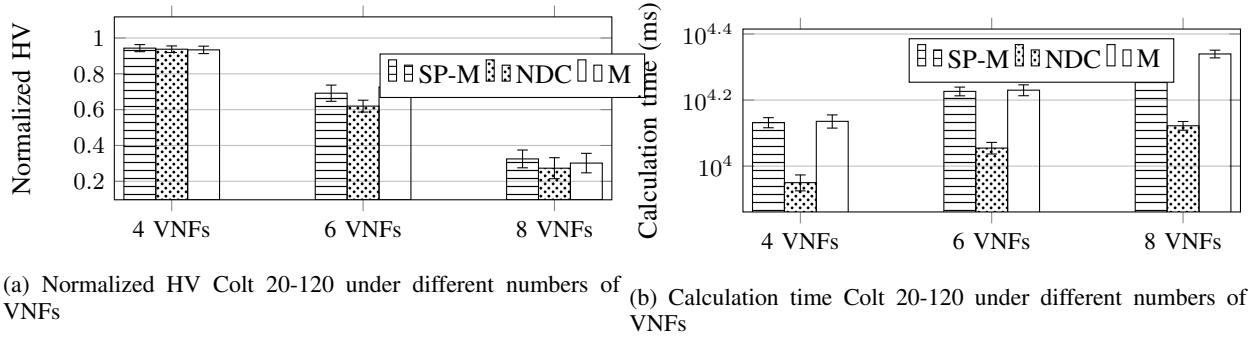 Normalized HV
1
0.8
0.6
0.4
0.2
SP-M NDC M
4 VNFs 6 VNFs 8 VNFs
(a) Normalized HV Colt 20-120 under different numbers of
VNFs
Calculation time (ms)
10^4.4
10^4.2
10^4
SP-M NDC M
4 VNFs 6 VNFs 8 VNFs
(b) Calculation time Colt 20-120 under different numbers of
VNFs